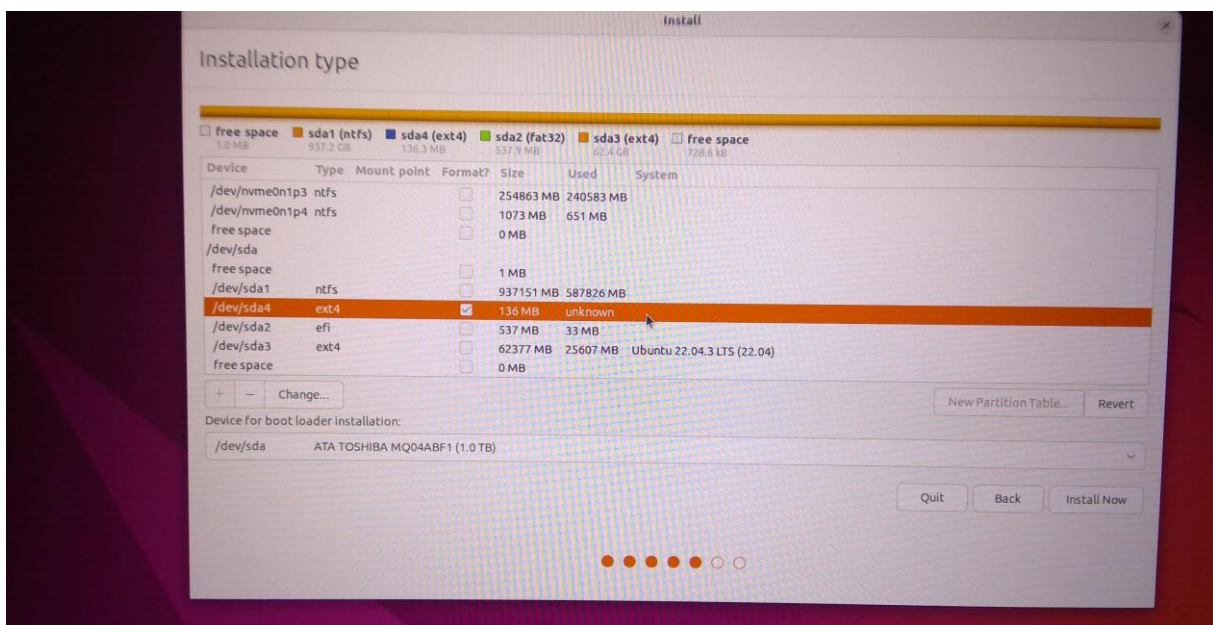 Install
Installation type
free space sda1 (ntfs) sda4 (ext4) sda2 (fat32) sda3 (ext4) free space
1.0 MB 937.2 GB 136.3 MB 537.9 MB 62.4 GB 728.6 kB
Device Type Mount point Format? Size Used System
/dev/nvme0n1p3 ntfs 254863 MB 240583 MB
/dev/nvme0n1p4 ntfs 1073 MB 651 MB
free space 0 MB
/dev/sda
free space 1 MB
/dev/sda1 ntfs 937151 MB 587826 MB
/dev/sda4 ext4 136 MB unknown
/dev/sda2 efi 537 MB 33 MB
/dev/sda3 ext4 62377 MB 25607 MB Ubuntu 22.04.3 LTS (22.04)
free space 0 MB
+ − Change... New Partition Table... Revert
Device for boot loader installation:
/dev/sda ATA TOSHIBA MQ04ABF1 (1.0 TB)
Quit Back Install Now